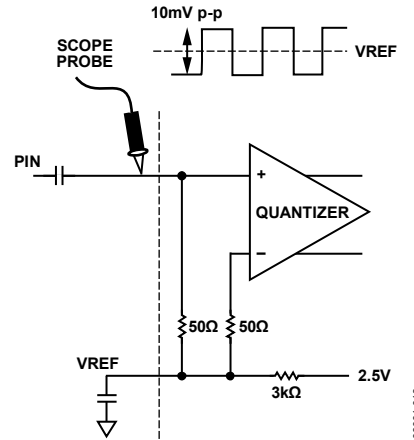 10mV p-p
VREF
SCOPE
PROBE
PIN
+
QUANTIZER
−
50Ω
50Ω
VREF
2.5V
3kΩ